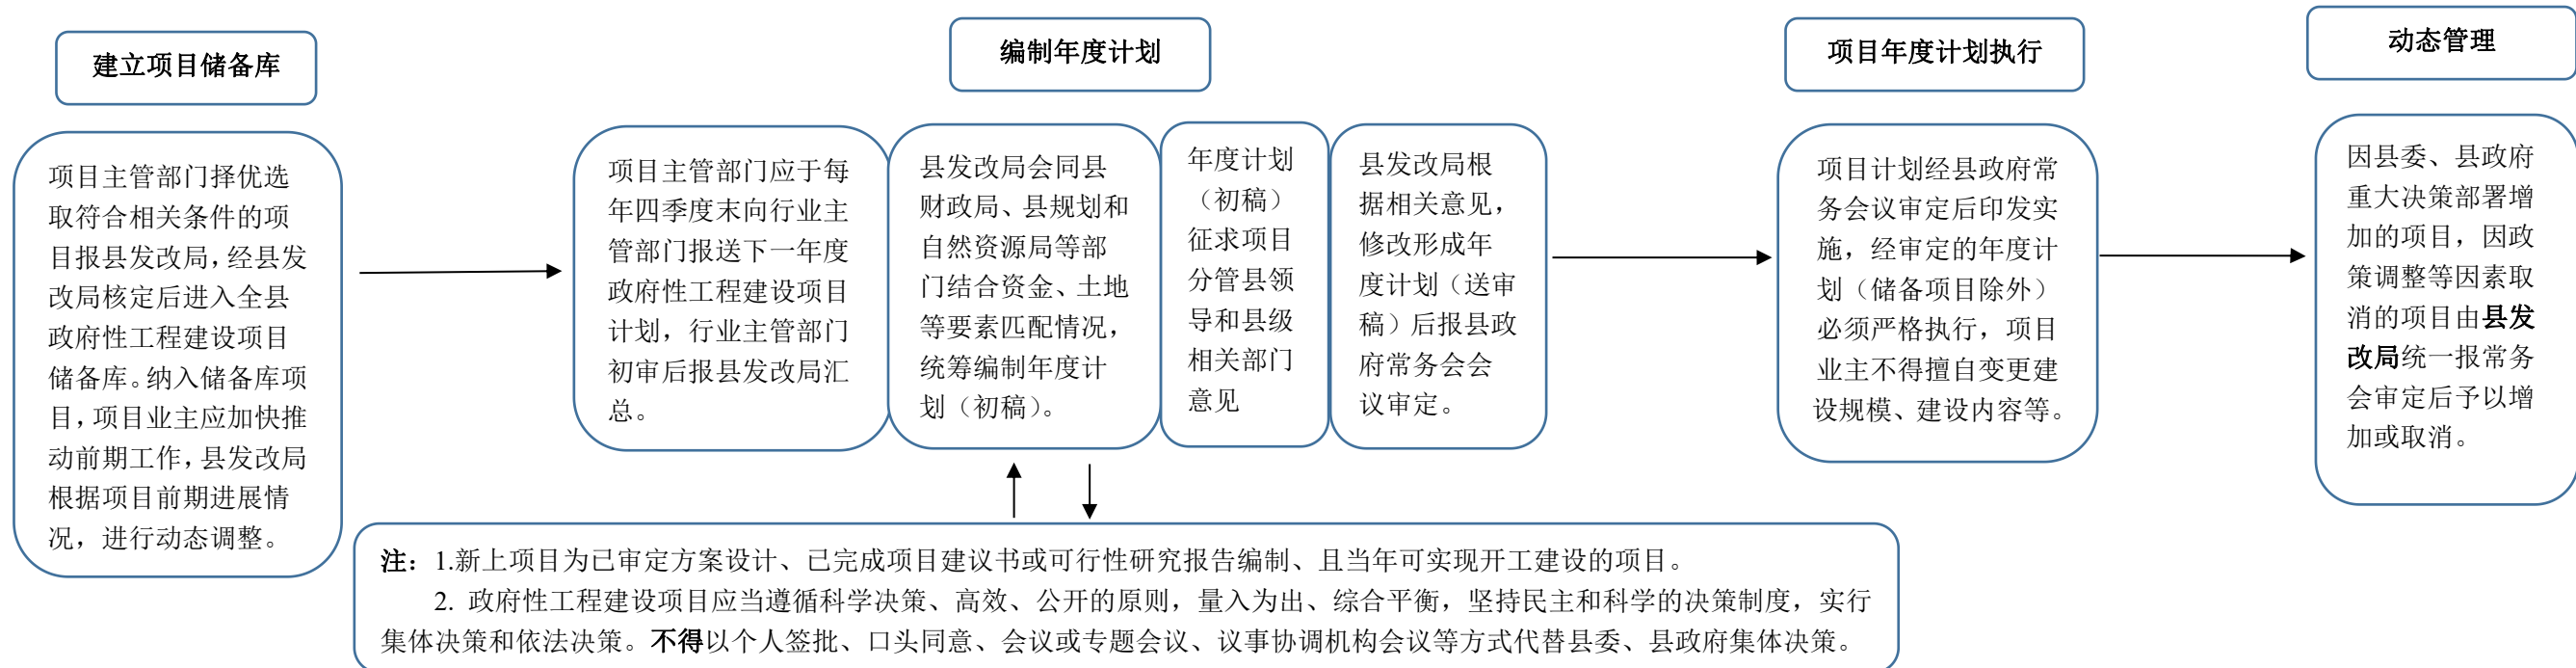 建立项目储备库
项目主管部门择优选
取符合相关条件的项
目报县发改局，经县发
改局核定后进入全县
政府性工程建设项目
储备库。纳入储备库项
目，项目业主应加快推
动前期工作，县发改局
根据项目前期进展情
况，进行动态调整。
编制年度计划
项目主管部门应于每
年四季度末向行业主
管部门报送下一年度
政府性工程建设项目
计划，行业主管部门
初审后报县发改局汇
总。
县发改局会同县
财政局、县规划和
自然资源局等部
门结合资金、土地
等要素匹配情况，
统筹编制年度计
划（初稿）。
年度计划
（初稿）
征求项目
分管县领
导和县级
相关部门
意见
县发改局根
据相关意见，
修改形成年
度计划（送审
稿）后报县政
府常务会会
议审定。
项目年度计划执行
项目计划经县政府常
务会议审定后印发实
施，经审定的年度计
划（储备项目除外）
必须严格执行，项目
业主不得擅自变更建
设规模、建设内容等。
动态管理
因县委、县政府
重大决策部署增
加的项目，因政
策调整等因素取
消的项目由县发
改局统一报常务
会审定后予以增
加或取消。
注：1.新上项目为已审定方案设计、已完成项目建议书或可行性研究报告编制、且当年可实现开工建设的项目。
2. 政府性工程建设项目应当遵循科学决策、高效、公开的原则，量入为出、综合平衡，坚持民主和科学的决策制度，实行
集体决策和依法决策。不得以个人签批、口头同意、会议或专题会议、议事协调机构会议等方式代替县委、县政府集体决策。